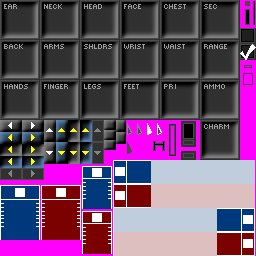 EAR NECK HEAD FACE CHEST SEC
BACK ARMS SHLDRS WRIST WAIST RANGE
HANDS FINGER LEGS FEET PRI AMMO
CHARM